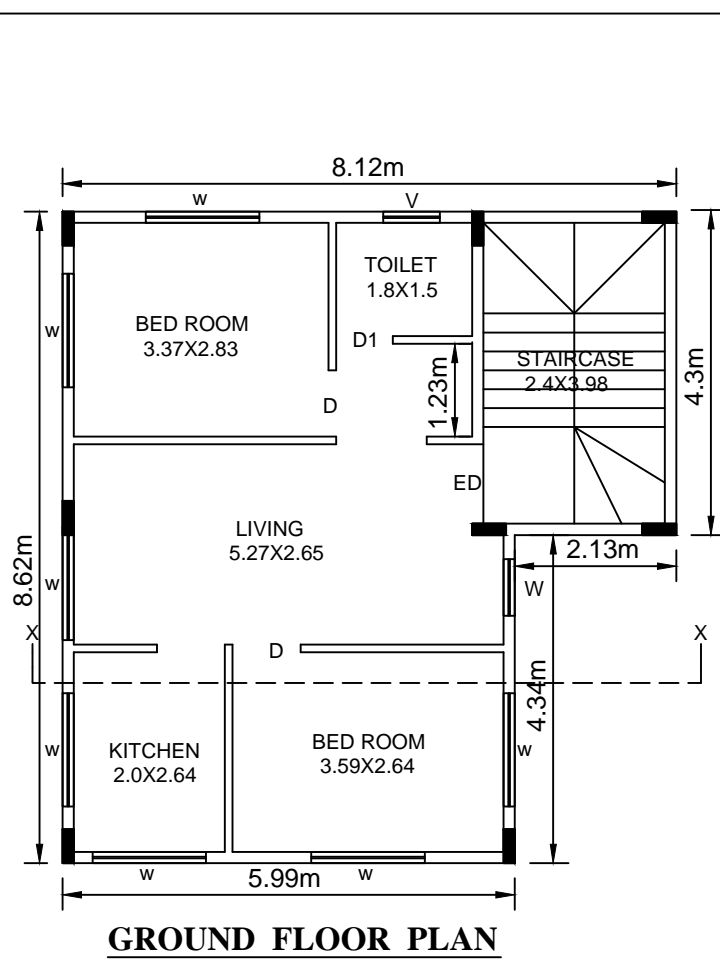 8.12m
w
V
TOILET
1.8X1.5
BED ROOM
3.37X2.83
w
D1
STAIRCASE
2.4X3.98
4.3m
1.23m
D
ED
LIVING
5.27X2.65
2.13m
8.62m
w
W
X
X
D
4.34m
KITCHEN
2.0X2.64
BED ROOM
3.59X2.64
w
w
w
5.99m
w
GROUND FLOOR PLAN